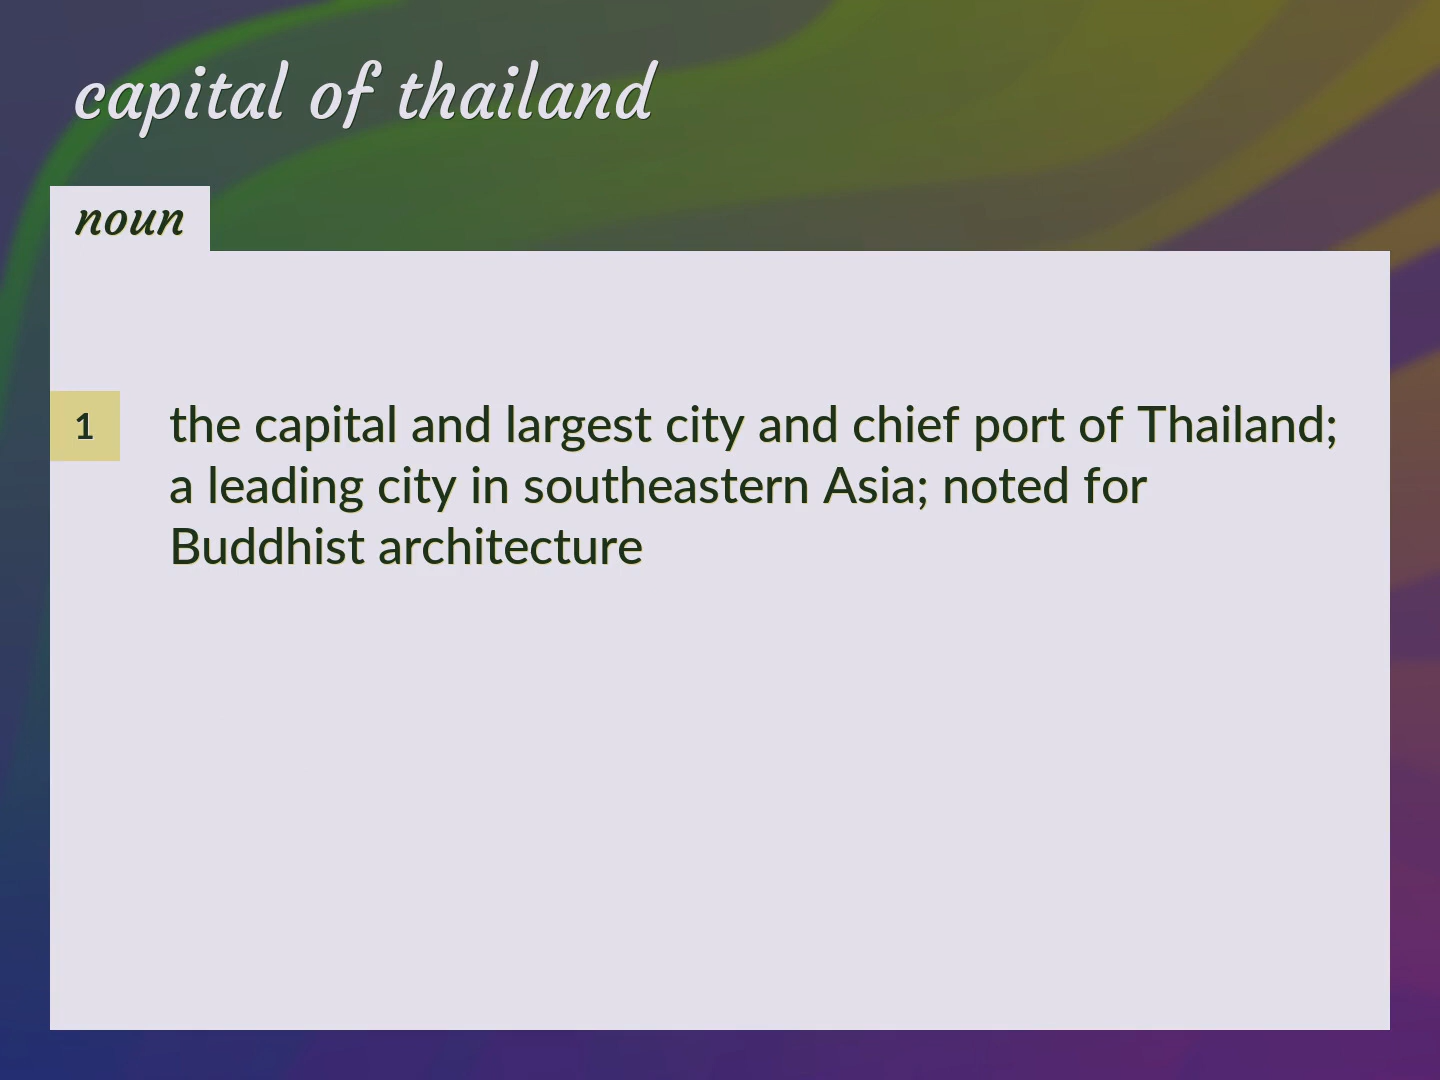 capital of thailand
noun
1
the capital and largest city and chief port of Thailand;
a leading city in southeastern Asia; noted for
Buddhist architecture